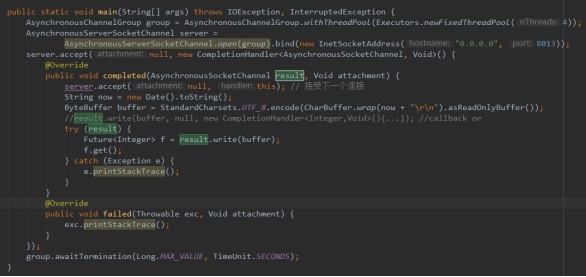 public static void main(String[] args) throws IOException, InterruptedException {
AsynchronousChannelGroup group = AsynchronousChannelGroup.withThreadPool(Executors.newFixedThreadPool( nThreads: 4));
AsynchronousServerSocketChannel server =
AsynchronousServerSocketChannel.open(group).bind(new InetSocketAddress( hostname: "0.0.0.0", port: 8013));
server.accept( attachment: null, new CompletionHandler<AsynchronousSocketChannel, Void>() {
@Override
public void completed(AsynchronousSocketChannel result, Void attachment) {
server.accept( attachment: null, handler: this); // 接受下一个连接
String now = new Date().toString();
ByteBuffer buffer = StandardCharsets.UTF_8.encode(CharBuffer.wrap(now + "\r\n").asReadOnlyBuffer());
//result.write(buffer, null, new CompletionHandler<Integer,Void>(){...}); //callback or
try (result) {
Future<Integer> f = result.write(buffer);
f.get();
} catch (Exception e) {
e.printStackTrace();
}
}
@Override
public void failed(Throwable exc, Void attachment) {
exc.printStackTrace();
}
});
group.awaitTermination(Long.MAX_VALUE, TimeUnit.SECONDS);
}